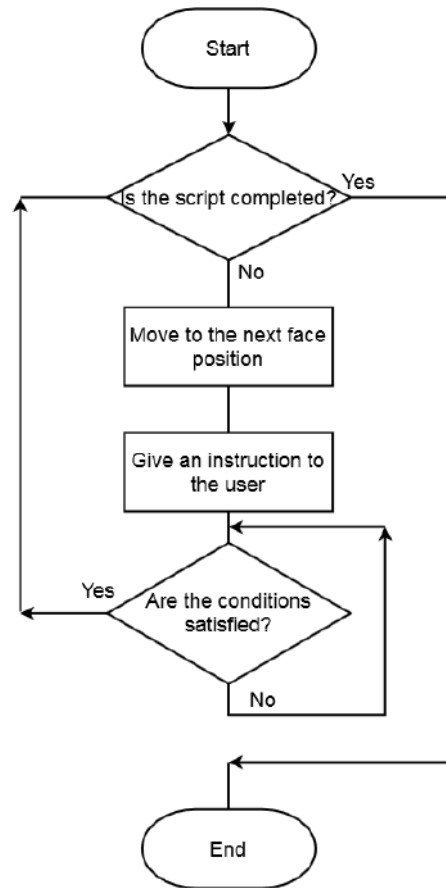 Start
Is the script completed?
Yes
No
Move to the next face
position
Give an instruction to
the user
Yes
Are the conditions
satisfied?
No
End